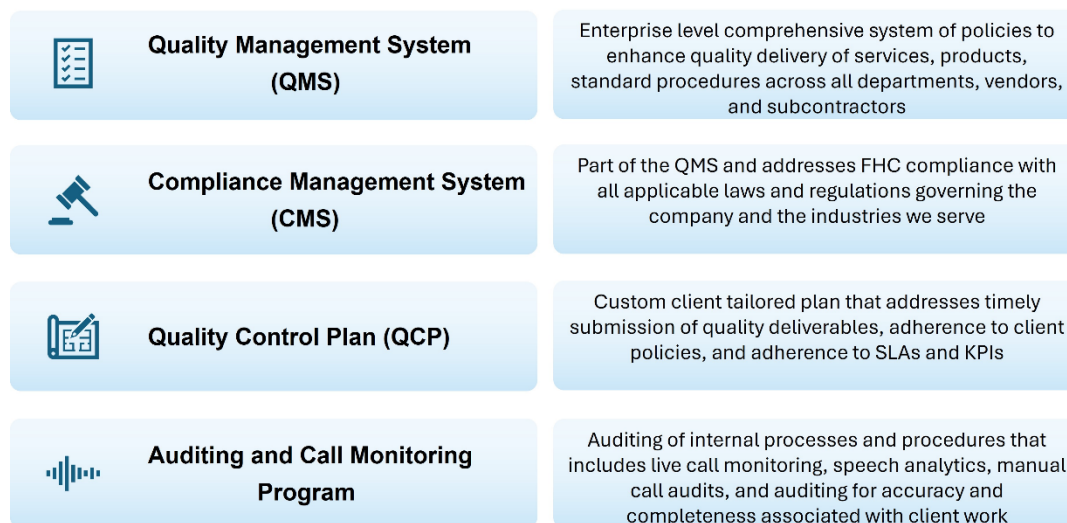 Quality Management System
(QMS)
Enterprise level comprehensive system of policies to
enhance quality delivery of services, products,
standard procedures across all departments, vendors,
and subcontractors
Compliance Management System
(CMS)
Part of the QMS and addresses FHC compliance with
all applicable laws and regulations governing the
company and the industries we serve
Quality Control Plan (QCP)
Custom client tailored plan that addresses timely
submission of quality deliverables, adherence to client
policies, and adherence to SLAs and KPIs
Auditing and Call Monitoring
Program
Auditing of internal processes and procedures that
includes live call monitoring, speech analytics, manual
call audits, and auditing for accuracy and
completeness associated with client work